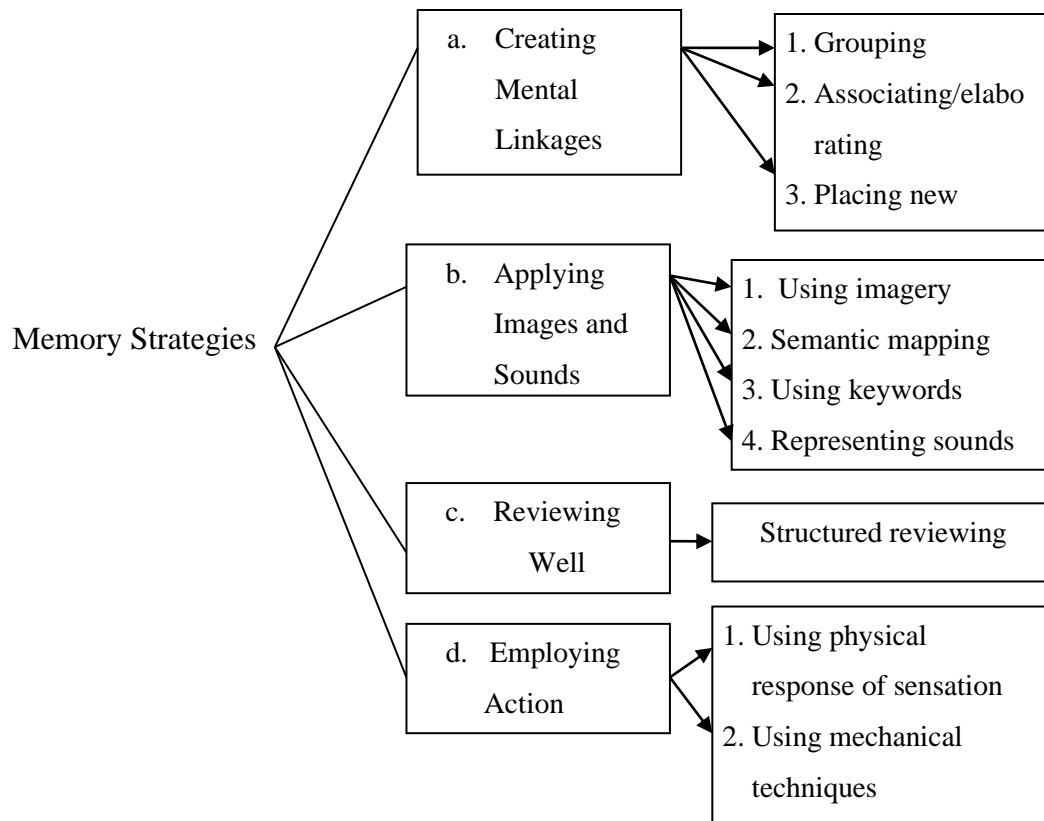 Memory Strategies
a. Creating
Mental
Linkages
1. Grouping
2. Associating/elabo
rating
3. Placing new
b. Applying
Images and
Sounds
1. Using imagery
2. Semantic mapping
3. Using keywords
4. Representing sounds
c. Reviewing
Well
Structured reviewing
d. Employing
Action
1. Using physical
response of sensation
2. Using mechanical
techniques